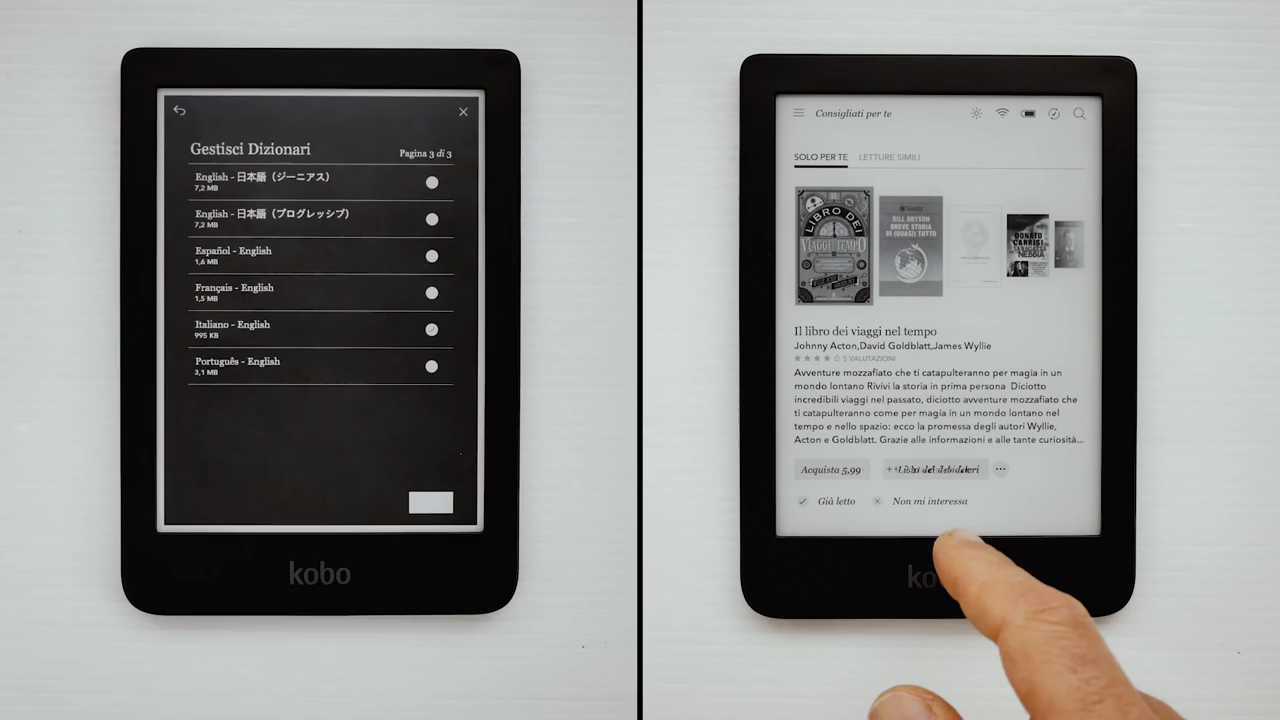 Gestisci Dizionari
Pagina 3 di 3
English - 日本語（ジーニアス）
7,2 MB
English - 日本語（プログレッシブ）
7,2 MB
Español - English
1,6 MB
Français - English
1,5 MB
Italiano - English
995 KB
Português - English
3,1 MB
kobo
Consigliati per te
SOLO PER TE
LETTURE SIMILI
IL LIBRO DEI
VIAGGI NEL TEMPO
BILL BRYSON
BREVE STORIA
DI (QUASI) TUTTO
DONATO
CARRISI
LA RAGAZZA
NEBBIA
Il libro dei viaggi nel tempo
Johnny Acton,David Goldblatt,James Wyllie
5 VALUTAZIONI
Avventure mozzafiato che ti catapulteranno per magia in un
mondo lontano Rivivi la storia in prima persona Diciotto
incredibili viaggi nel passato, diciotto avventure mozzafiato che
ti catapulteranno come per magia in un mondo lontano nel
tempo e nello spazio: ecco la promessa degli autori Wyllie,
Acton e Goldblatt. Grazie alle informazioni e alle tante curiosità...
Acquista 5,99
Già letto
Non mi interessa
ko